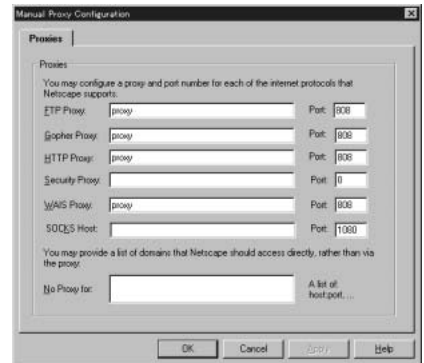 Manual Proxy Configuration
Proxies
Proxies
You may configure a proxy and port number for each of the internet protocols that
Netscape supports.
FTP Proxy: proxy Port: 808
Gopher Proxy: proxy Port: 808
HTTP Proxy: proxy Port: 808
Security Proxy: Port: 0
WAIS Proxy: proxy Port: 808
SOCKS Host: Port: 1080
You may provide a list of domains that Netscape should access directly, rather than via
the proxy:
No Proxy for: A list of:
host:port, ...
OK Cancel Apply Help